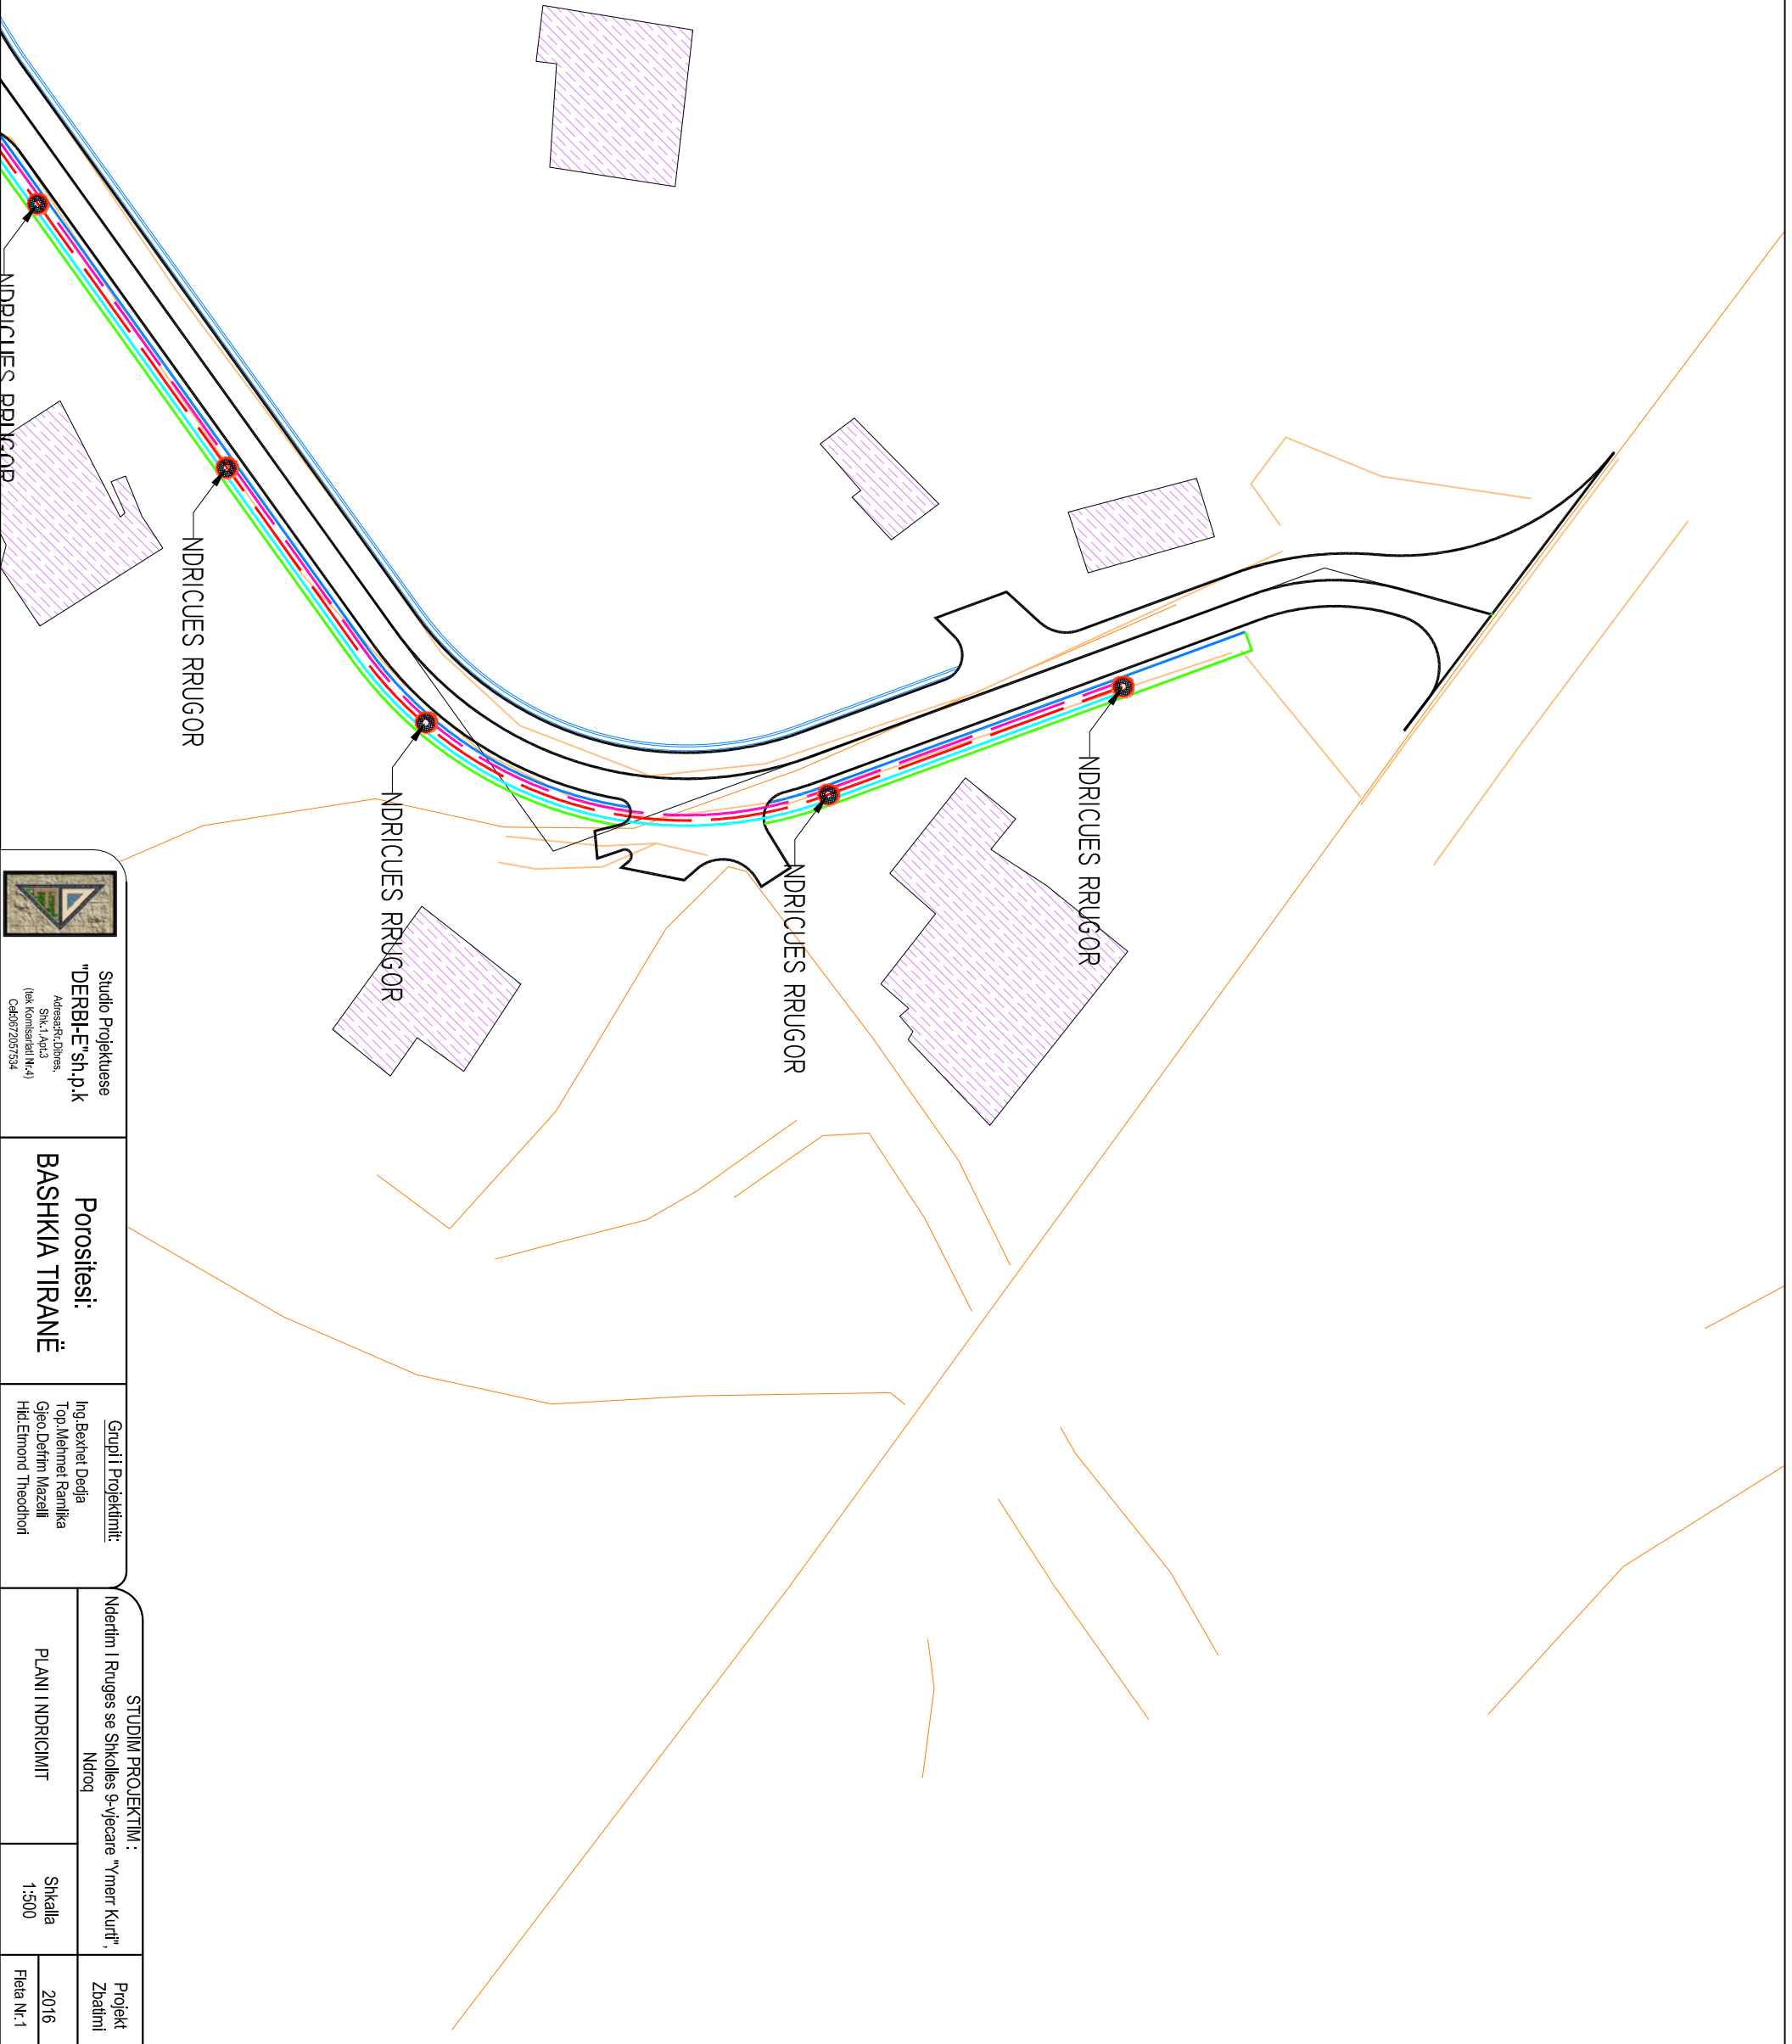 NDRICUES RRUGOR
NDRICUES RRUGOR
NDRICUES RRUGOR
NDRICUES RRUGOR
NDRICUES RRUGOR
Studio Projektuese
"DERBI-E"sh.p.k
Adresa:Rr.Dibres,
Shk.1,Apt.3
(tek Komisariati Nr.4)
Cel:0672057534
Porositesi:
BASHKIA TIRANË
Grupi i Projektimit:
Ing.Bexhet Dedja
Top.Mehmet Ramlika
Gjeo.Defrim Mazelli
Hid.Etmond Theodhori
STUDIM PROJEKTIM :
Ndertim I Rruges se Shkolles 9-vjecare "Ymerr Kurti",
Ndroq
PLANI I NDRICIMIT
Shkalla
1:500
Projekt
Zbatimi
2016
Fleta Nr.1